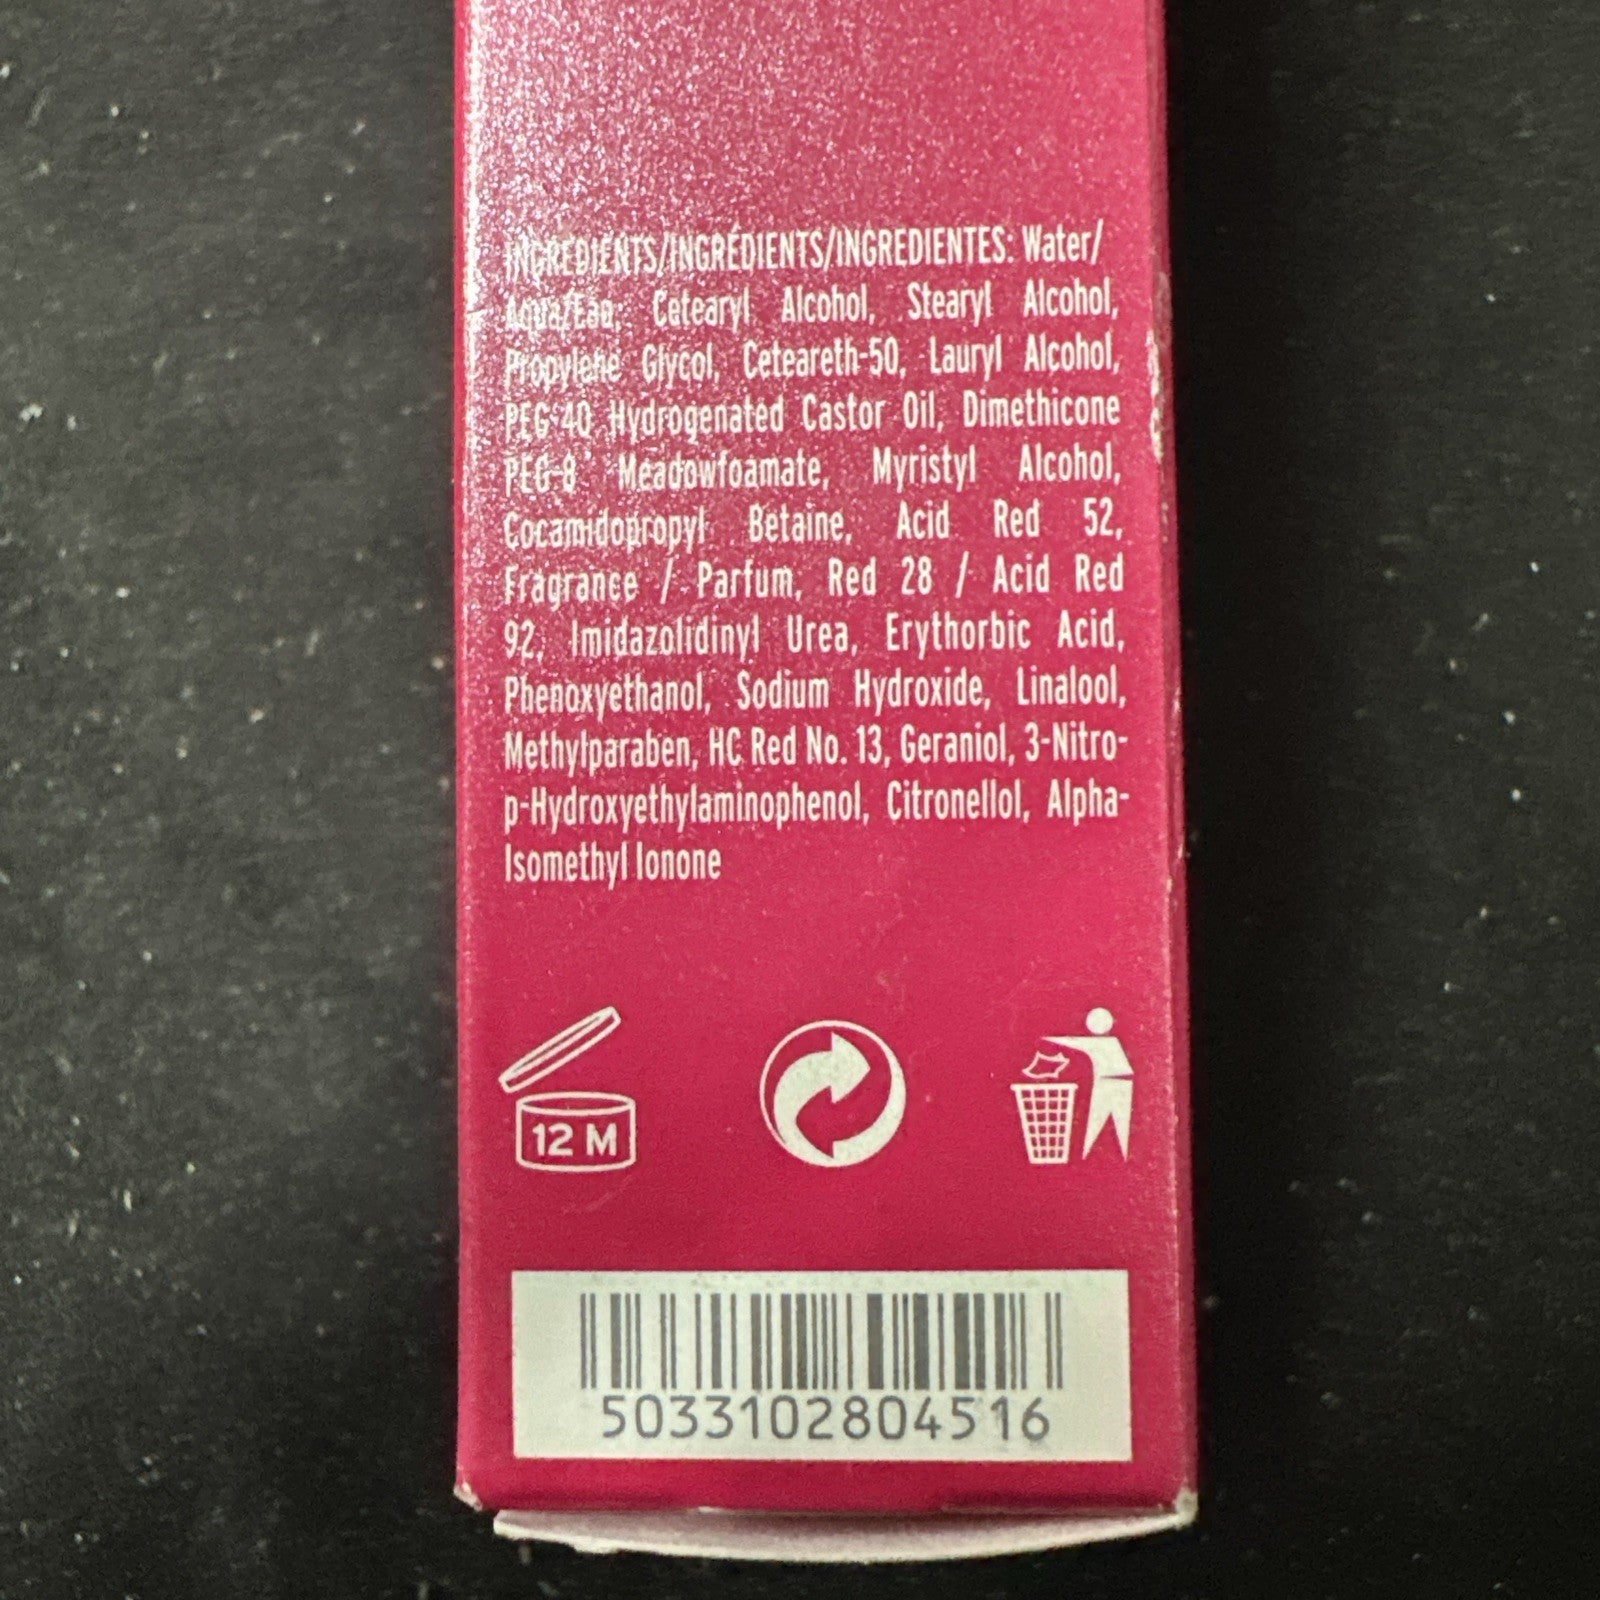 INGREDIENTS/INGRÉDIENTS/INGREDIENTES: Water/
Aqua/Eau, Cetearyl Alcohol, Stearyl Alcohol,
Propylene Glycol, Ceteareth-50, Lauryl Alcohol,
PEG-40 Hydrogenated Castor Oil, Dimethicone
PEG-8 Meadowfoamate, Myristyl Alcohol,
Cocamidopropyl Betaine, Acid Red 52,
Fragrance / Parfum, Red 28 / Acid Red
92, Imidazolidinyl Urea, Erythorbic Acid,
Phenoxyethanol, Sodium Hydroxide, Linalool,
Methylparaben, HC Red No. 13, Geraniol, 3-Nitro-
p-Hydroxyethylaminophenol, Citronellol, Alpha-
Isomethyl Ionone
12 M
5033102804516